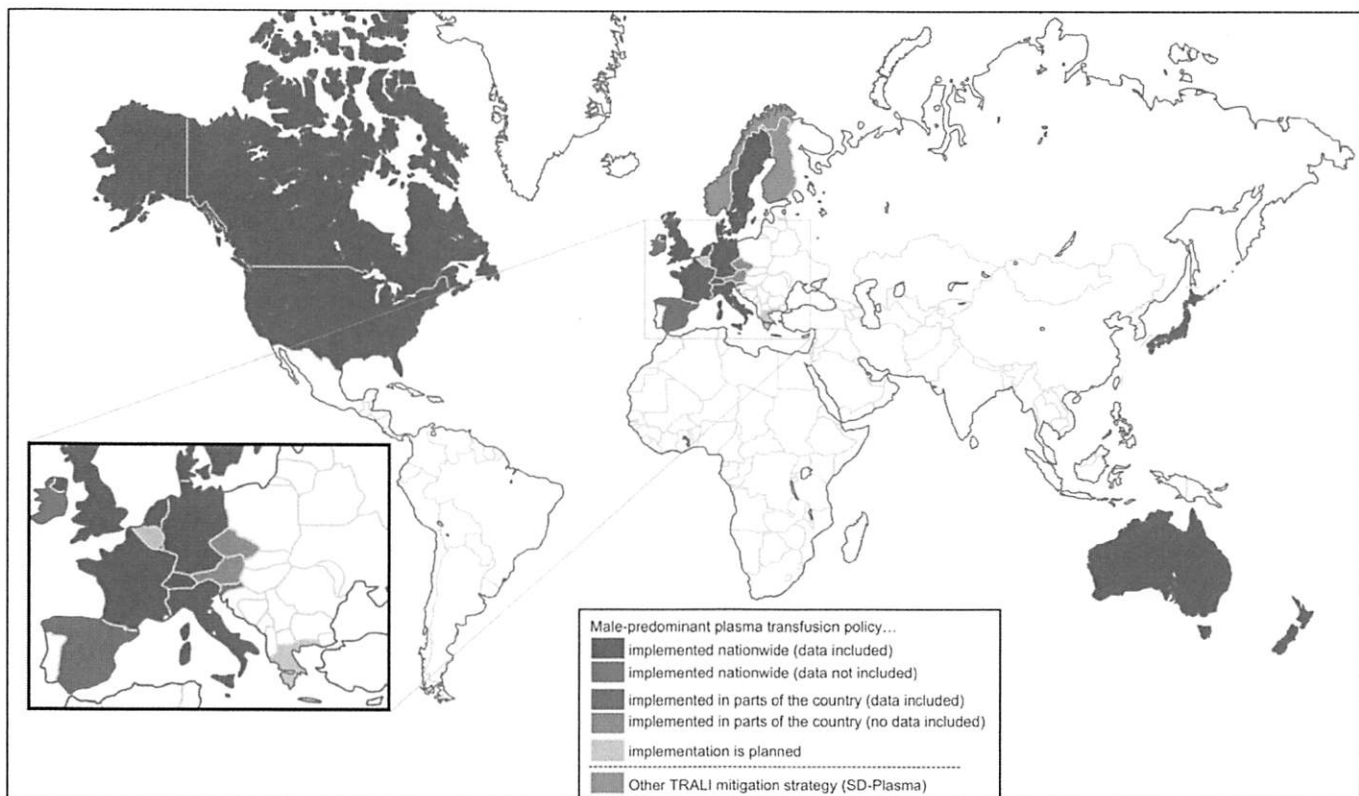 Male-predominant plasma transfusion policy…
implemented nationwide (data included)
implemented nationwide (data not included)
implemented in parts of the country (data included)
implemented in parts of the country (no data included)
implementation is planned
Other TRALI mitigation strategy (SD-Plasma)